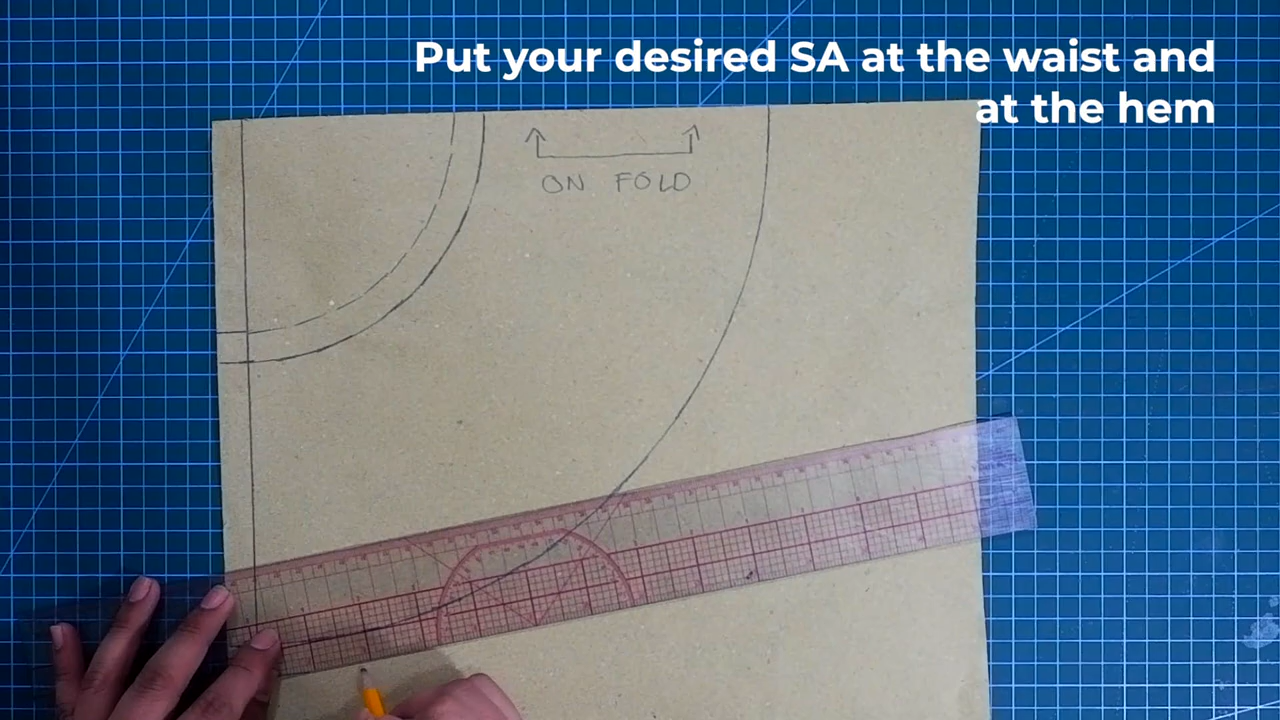 Put your desired SA at the waist and
at the hem
ON FOLD